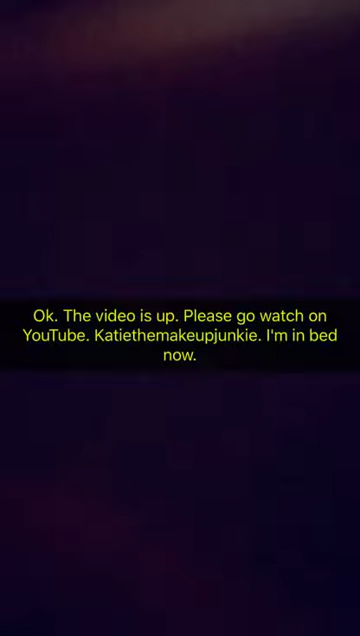 Ok. The video is up. Please go watch on
YouTube. Katiethemakeupjunkie. I'm in bed
now.